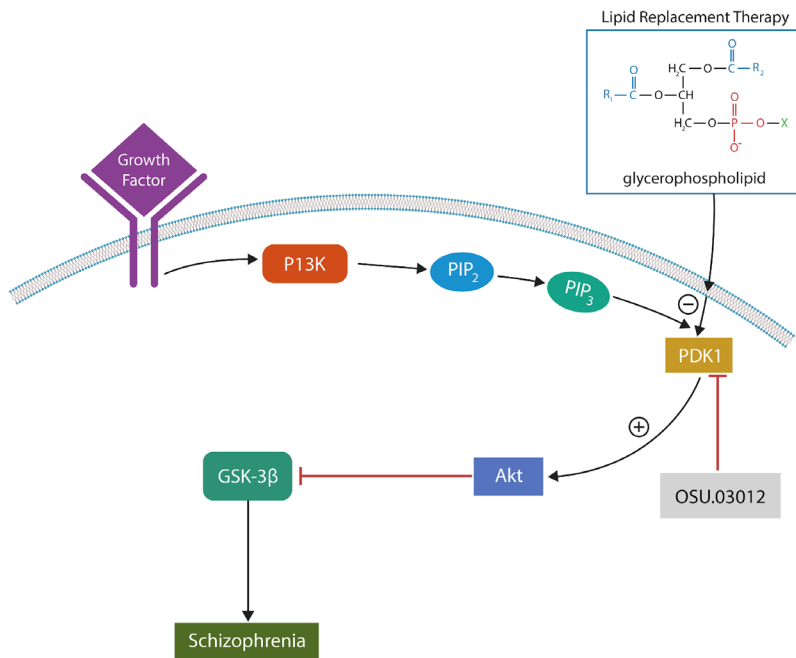 Lipid Replacement Therapy
O
H₂C—O—C—R₂
O
R₁—C—O—CH
O
H₂C—O—P—O—X
O⁻
glycerophospholipid
Growth
Factor
P13K
PIP₂
PIP₃
PDK1
GSK-3β
Akt
OSU.03012
Schizophrenia